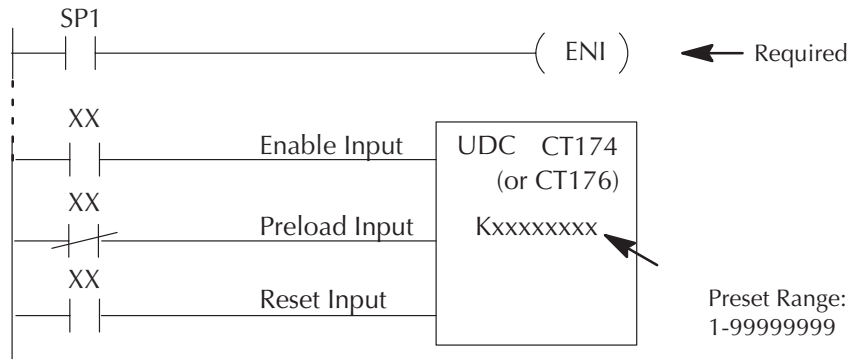 SP1
ENI
Required
XX
Enable Input
UDC CT174
(or CT176)
XX
Preload Input
Kxxxxxxxx
XX
Reset Input
Preset Range:
1-99999999